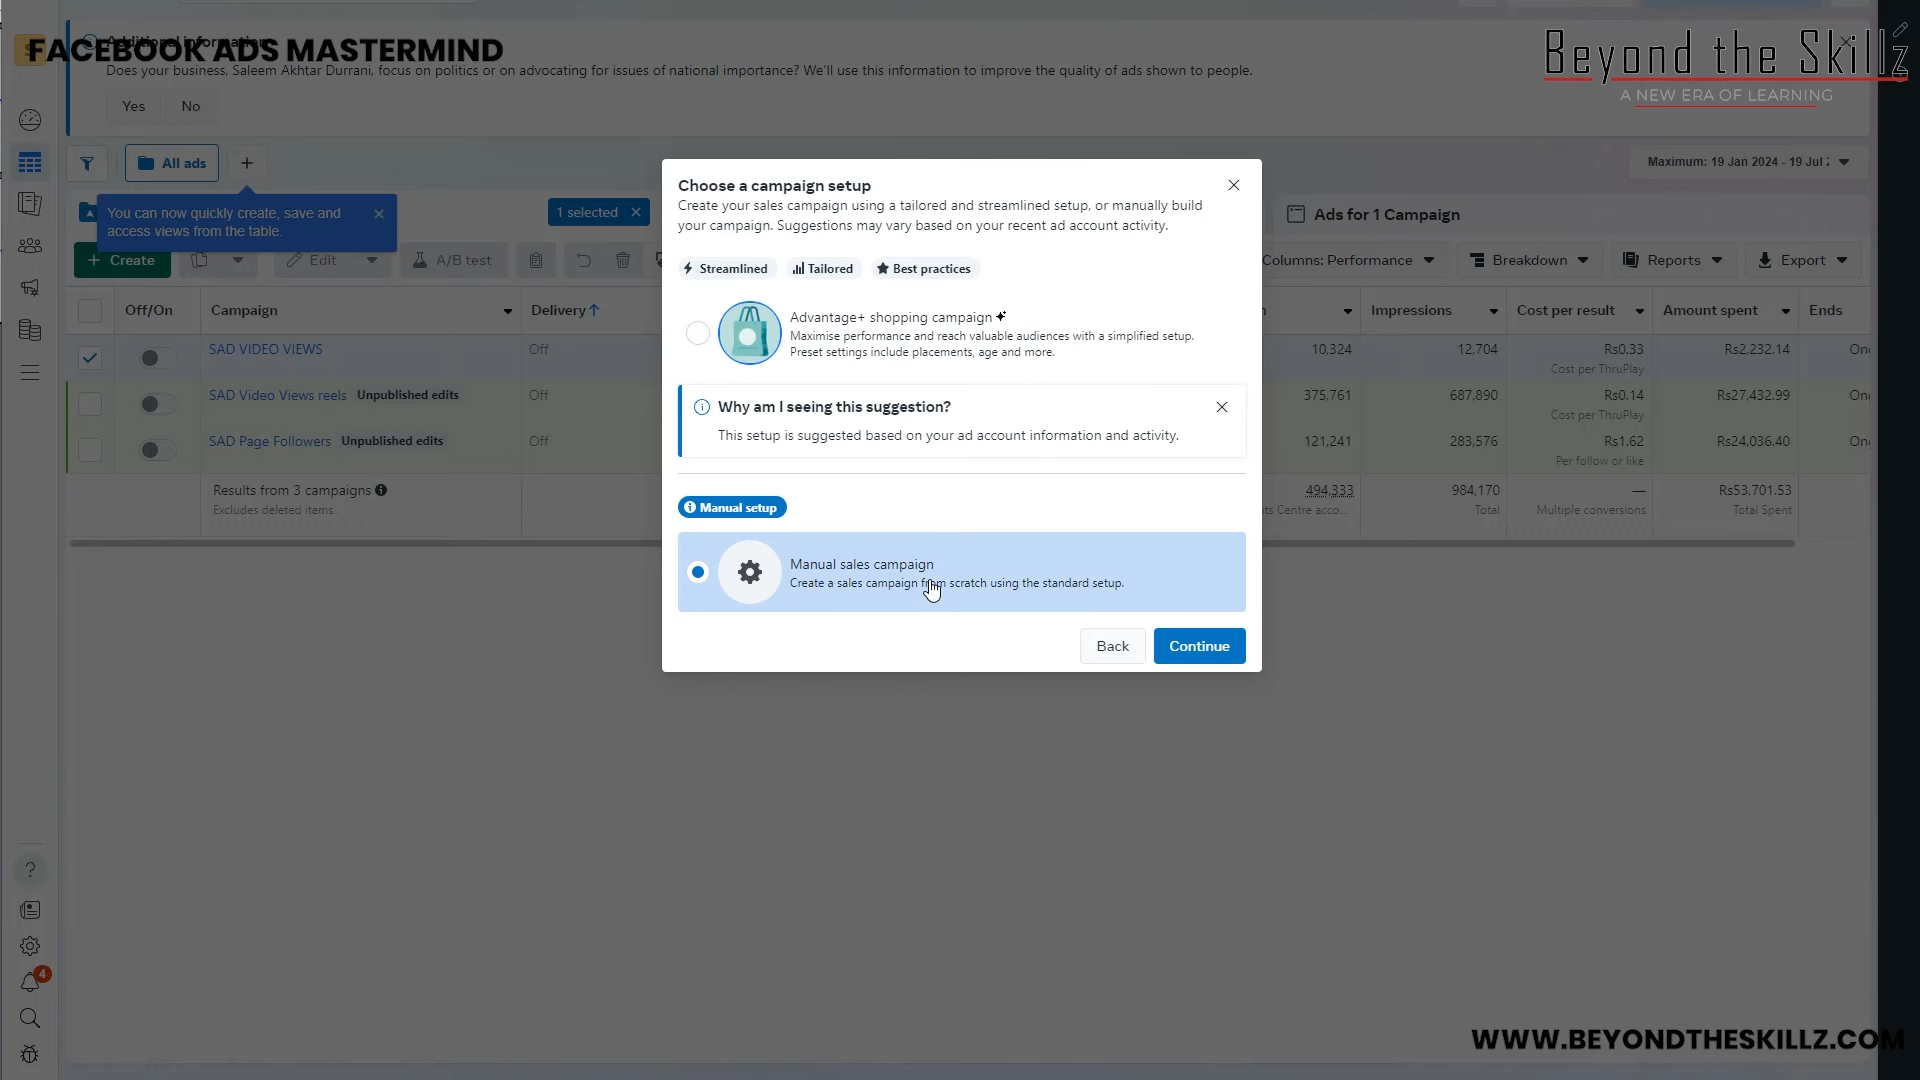 Additional information
FACEBOOK ADS MASTERMIND
Does your business, Saleem Akhtar Durrani, focus on politics or on advocating for issues of national importance? We'll use this information to improve the quality of ads shown to people.
Yes No
Beyond the Skillz
A NEW ERA OF LEARNING
All ads
Maximum: 19 Jan 2024 - 19 Jul
You can now quickly create, save and
access views from the table.
1 selected
Ads for 1 Campaign
Create
Edit
A/B test
Columns: Performance
Breakdown
Reports
Export
Off/On Campaign Delivery Impressions Cost per result Amount spent Ends
SAD VIDEO VIEWS Off 10,324 12,704 Rs0.33 Rs2,232.14
Cost per ThruPlay
SAD Video Views reels Unpublished edits Off 375,761 687,890 Rs0.14 Rs27,432.99
Cost per ThruPlay
SAD Page Followers Unpublished edits Off 121,241 283,576 Rs1.62 Rs24,036.40
Per follow or like
Results from 3 campaigns 494,333 984,170 — Rs53,701.53
Excludes deleted items Centre acco... Total Multiple conversions Total Spent
Choose a campaign setup
Create your sales campaign using a tailored and streamlined setup, or manually build
your campaign. Suggestions may vary based on your recent ad account activity.
Streamlined Tailored Best practices
Advantage+ shopping campaign
Maximise performance and reach valuable audiences with a simplified setup.
Preset settings include placements, age and more.
Why am I seeing this suggestion?
This setup is suggested based on your ad account information and activity.
Manual setup
Manual sales campaign
Create a sales campaign from scratch using the standard setup.
Back Continue
4
WWW.BEYONDTHESKILLZ.COM